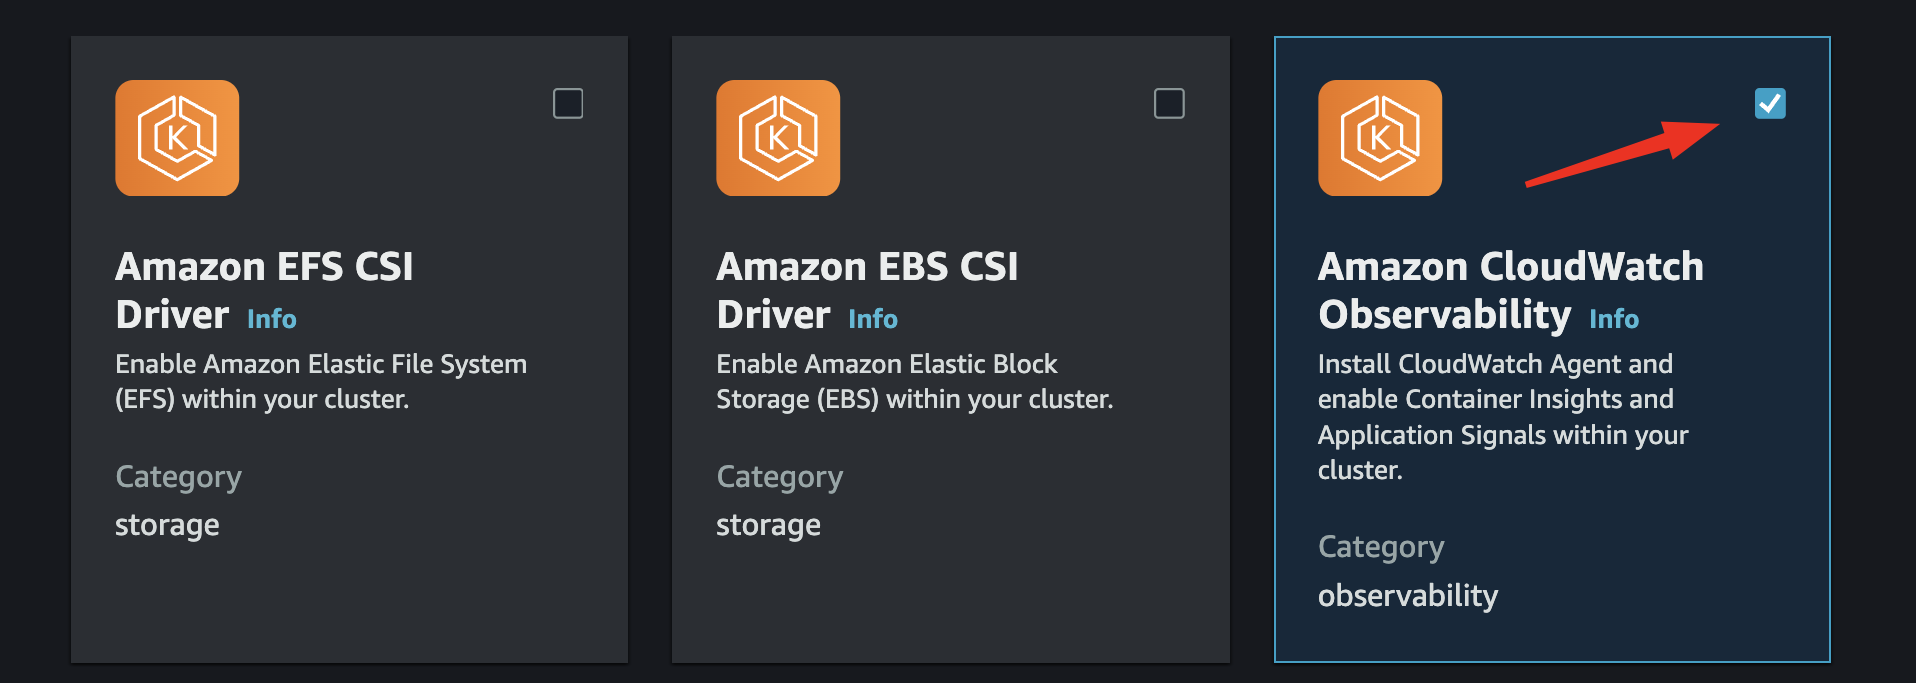 K
Amazon EFS CSI
Driver Info
Enable Amazon Elastic File System
(EFS) within your cluster.
Category
storage
K
Amazon EBS CSI
Driver Info
Enable Amazon Elastic Block
Storage (EBS) within your cluster.
Category
storage
K
Amazon CloudWatch
Observability Info
Install CloudWatch Agent and
enable Container Insights and
Application Signals within your
cluster.
Category
observability